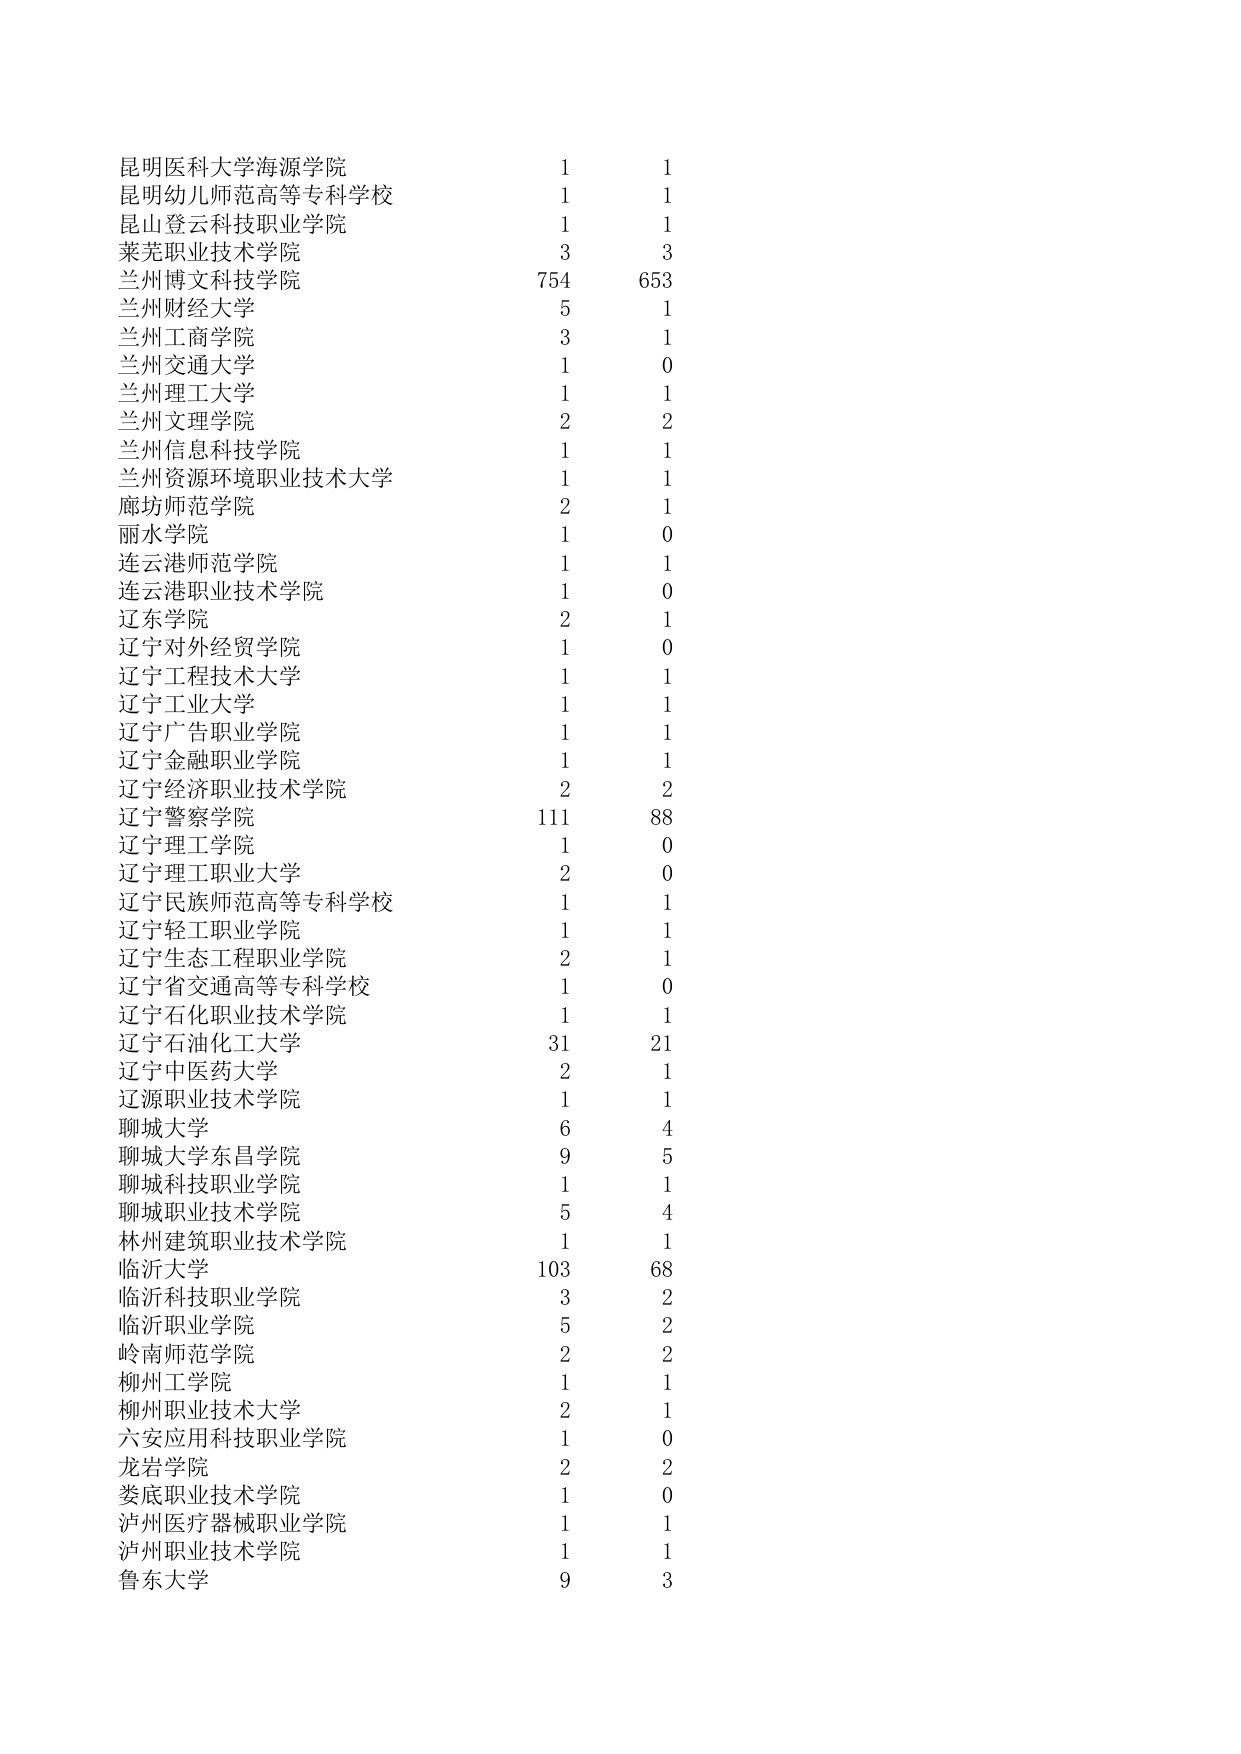 昆明医科大学海源学院 1 1
昆明幼儿师范高等专科学校 1 1
昆山登云科技职业学院 1 1
莱芜职业技术学院 3 3
兰州博文科技学院 754 653
兰州财经大学 5 1
兰州工商学院 3 1
兰州交通大学 1 0
兰州理工大学 1 1
兰州文理学院 2 2
兰州信息科技学院 1 1
兰州资源环境职业技术大学 1 1
廊坊师范学院 2 1
丽水学院 1 0
连云港师范学院 1 1
连云港职业技术学院 1 0
辽东学院 2 1
辽宁对外经贸学院 1 0
辽宁工程技术大学 1 1
辽宁工业大学 1 1
辽宁广告职业学院 1 1
辽宁金融职业学院 1 1
辽宁经济职业技术学院 2 2
辽宁警察学院 111 88
辽宁理工学院 1 0
辽宁理工职业大学 2 0
辽宁民族师范高等专科学校 1 1
辽宁轻工职业学院 1 1
辽宁生态工程职业学院 2 1
辽宁省交通高等专科学校 1 0
辽宁石化职业技术学院 1 1
辽宁石油化工大学 31 21
辽宁中医药大学 2 1
辽源职业技术学院 1 1
聊城大学 6 4
聊城大学东昌学院 9 5
聊城科技职业学院 1 1
聊城职业技术学院 5 4
林州建筑职业技术学院 1 1
临沂大学 103 68
临沂科技职业学院 3 2
临沂职业学院 5 2
岭南师范学院 2 2
柳州工学院 1 1
柳州职业技术大学 2 1
六安应用科技职业学院 1 0
龙岩学院 2 2
娄底职业技术学院 1 0
泸州医疗器械职业学院 1 1
泸州职业技术学院 1 1
鲁东大学 9 3